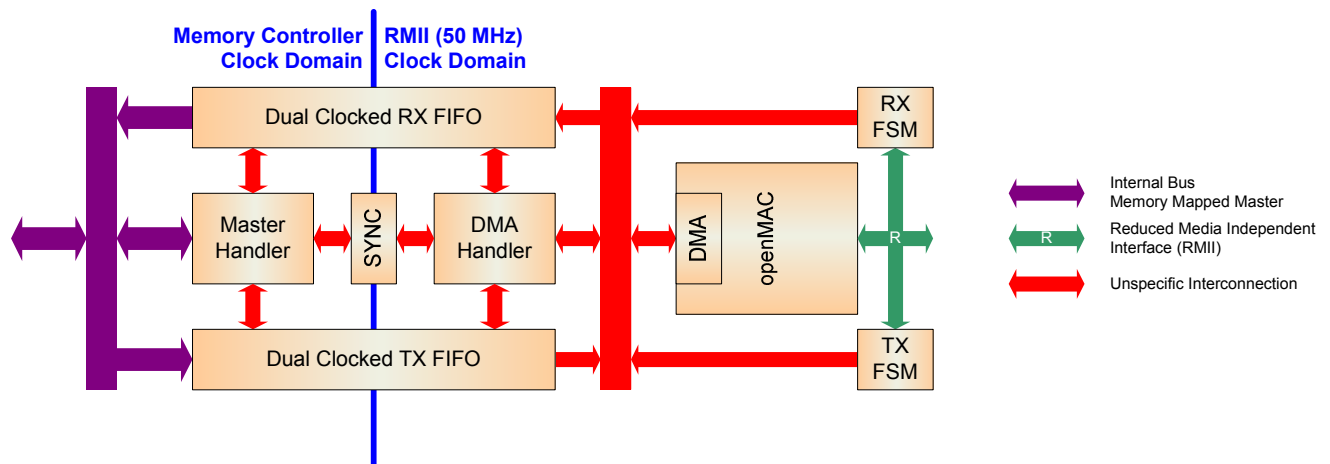 Memory Controller
Clock Domain
RMII (50 MHz)
Clock Domain
Dual Clocked RX FIFO
RX
FSM
Master
Handler
SYNC
DMA
Handler
DMA
openMAC
R
Dual Clocked TX FIFO
TX
FSM
Internal Bus
Memory Mapped Master
R
Reduced Media Independent
Interface (RMII)
Unspecific Interconnection